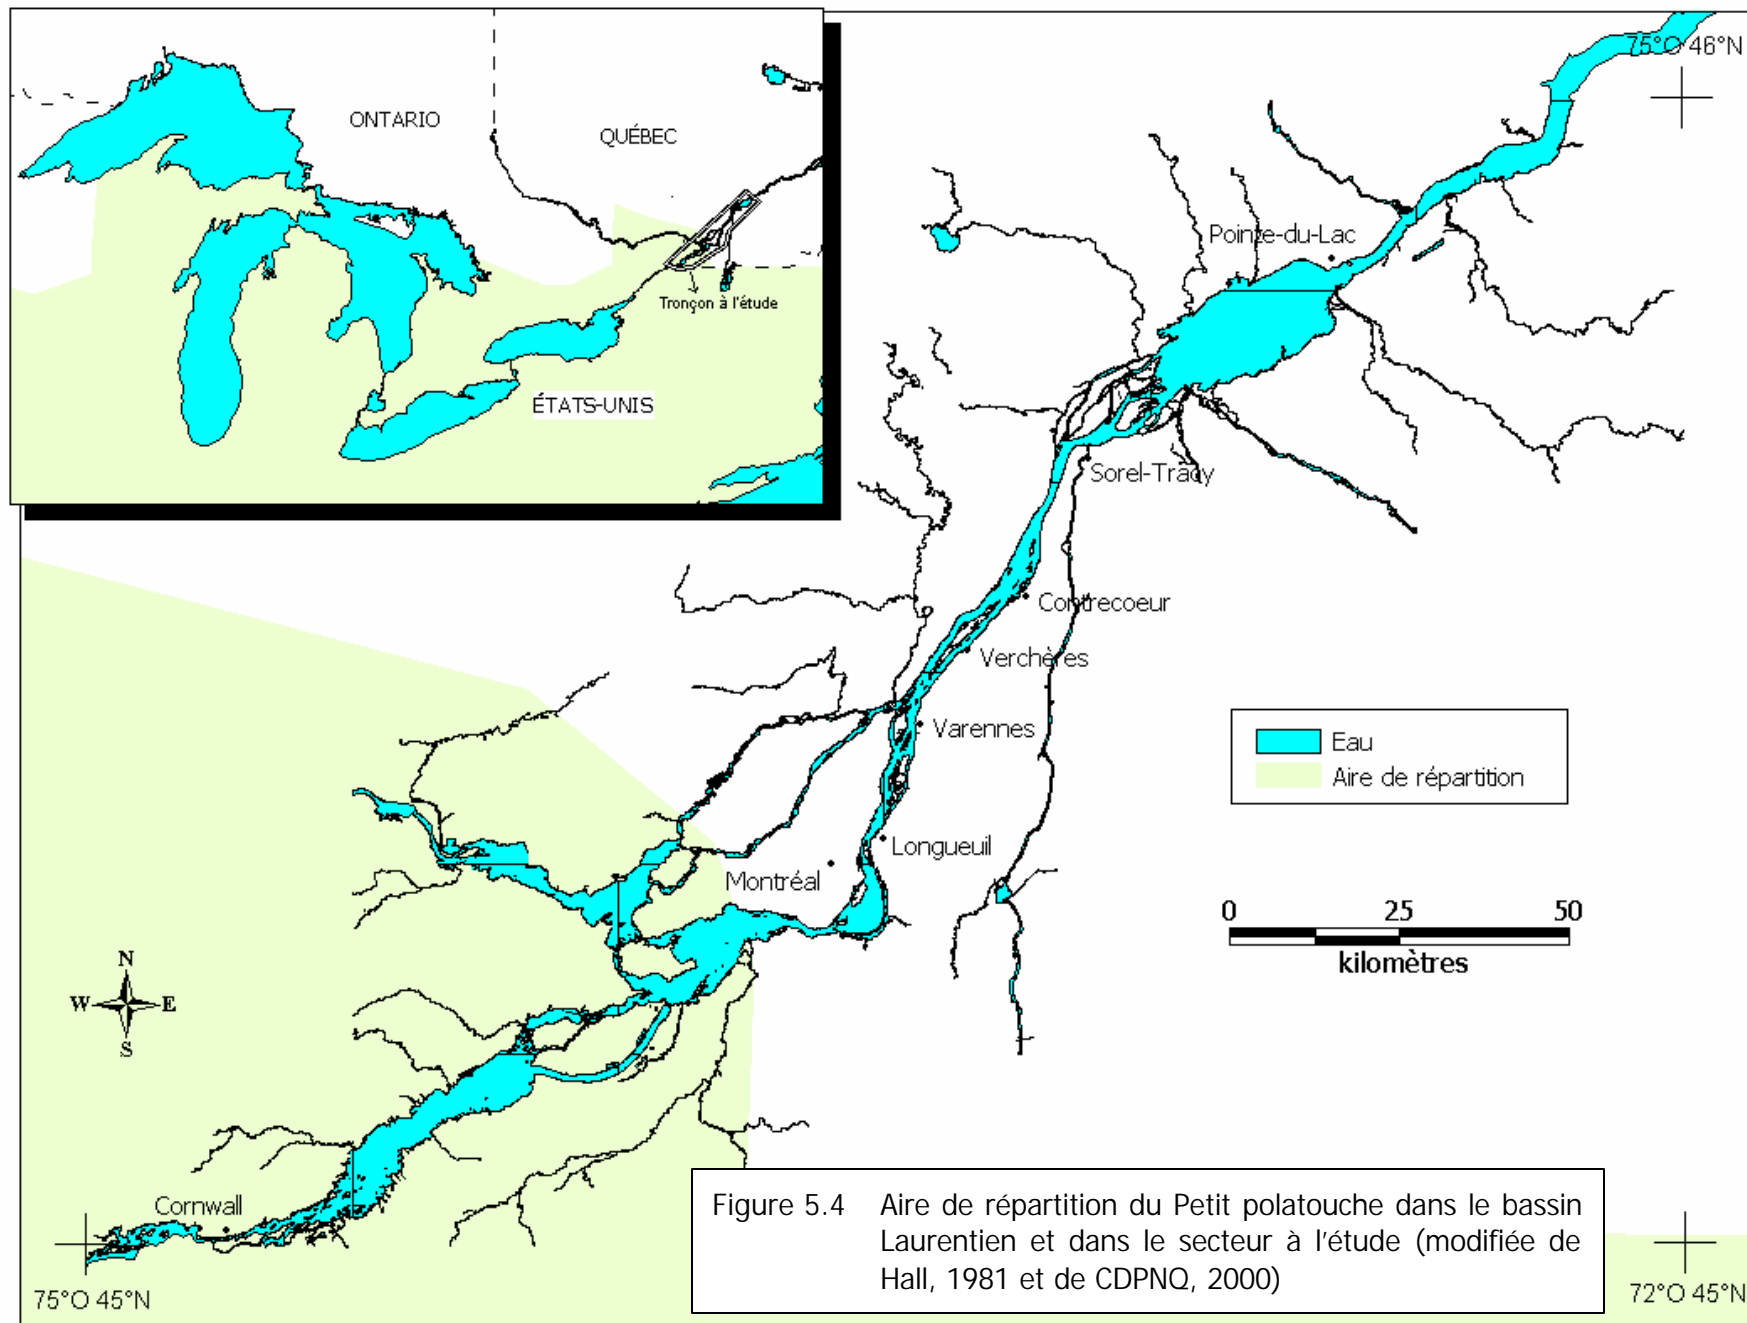 ONTARIO
QUÉBEC
Tronçon à l'étude
ÉTATS-UNIS
75°O 46°N
Pointe-du-Lac
Sorel-Tracy
Contrecoeur
Verchères
Varennes
Longueuil
Montréal
Eau
Aire de répartition
0 25 50
kilomètres
N
W E
S
Cornwall
75°O 45°N
72°O 45°N
Figure 5.4 Aire de répartition du Petit polatouche dans le bassin
Laurentien et dans le secteur à l'étude (modifiée de
Hall, 1981 et de CDPNQ, 2000)